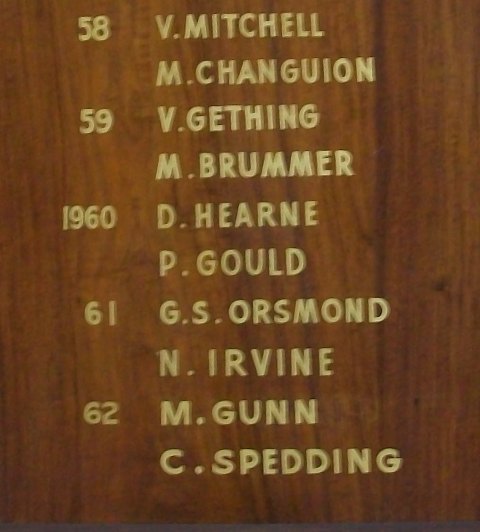 58 V. MITCHELL
M. CHANGUION
59 V. GETHING
M. BRUMMER
1960 D. HEARNE
P. GOULD
61 G.S. ORSMOND
N. IRVINE
62 M. GUNN
C. SPEDDING